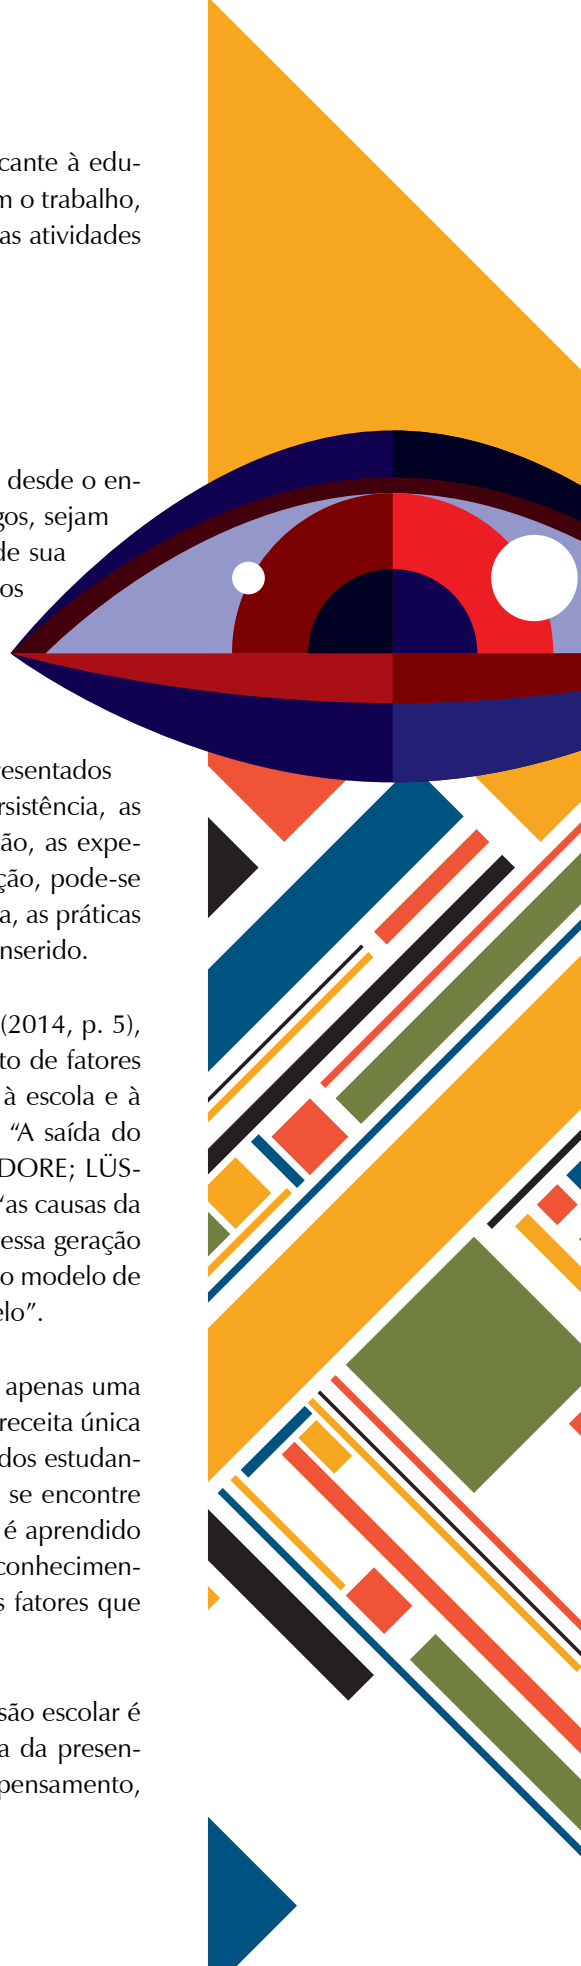 cante à edu-
m o trabalho,
as atividades
desde o en-
gos, sejam
de sua
os
resentados
rsistência, as
ão, as expe-
ção, pode-se
a, as práticas
nserido.
(2014, p. 5),
to de fatores
à escola e à
“A saída do
DORE; LÜS-
“as causas da
essa geração
o modelo de
elo”.
apenas uma
receita única
dos estudan-
se encontre
é aprendido
conhecimen-
s fatores que
são escolar é
a da presen-
pensamento,